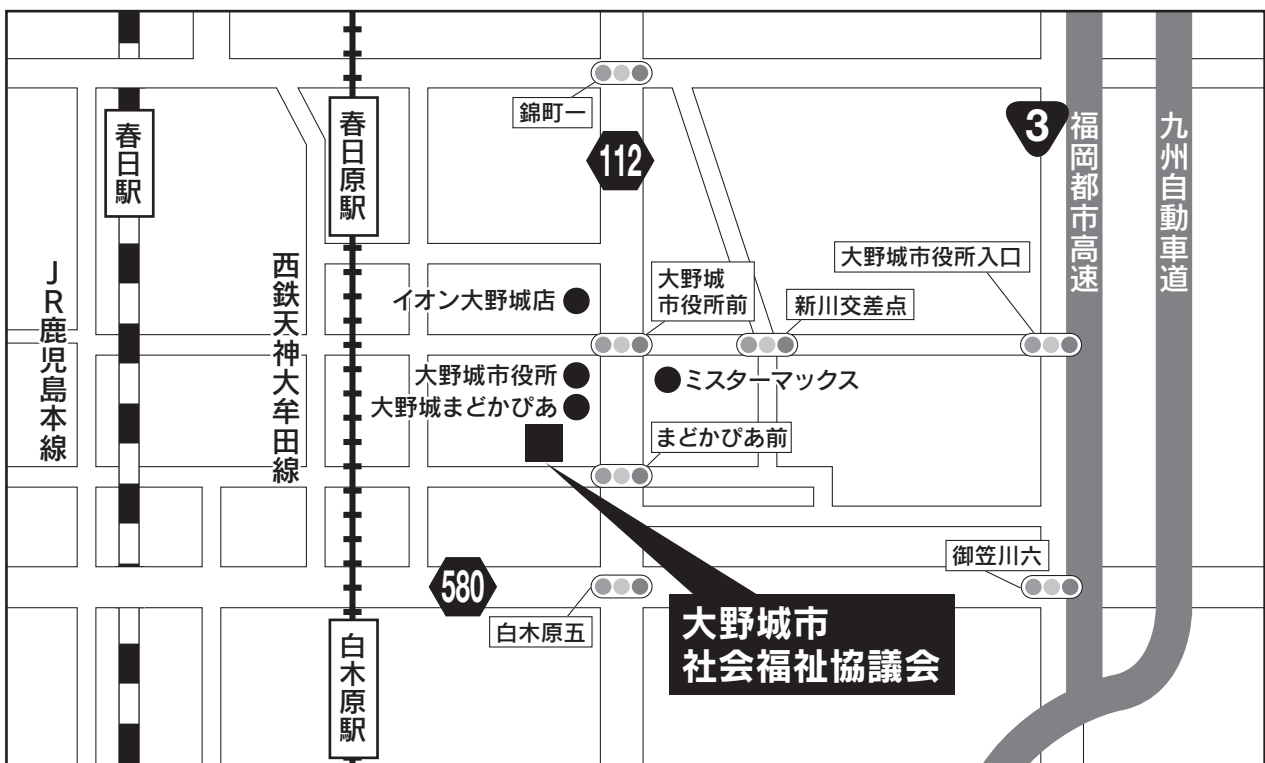 錦町一
春日駅
春日原駅
112
3
福岡都市高速
九州自動車道
JR鹿児島本線
西鉄天神大牟田線
イオン大野城店
大野城
市役所前
新川交差点
大野城市役所入口
大野城市役所
大野城まどかぴあ
ミスターマックス
まどかぴあ前
580
白木原五
御笠川六
大野城市
社会福祉協議会
白木原駅